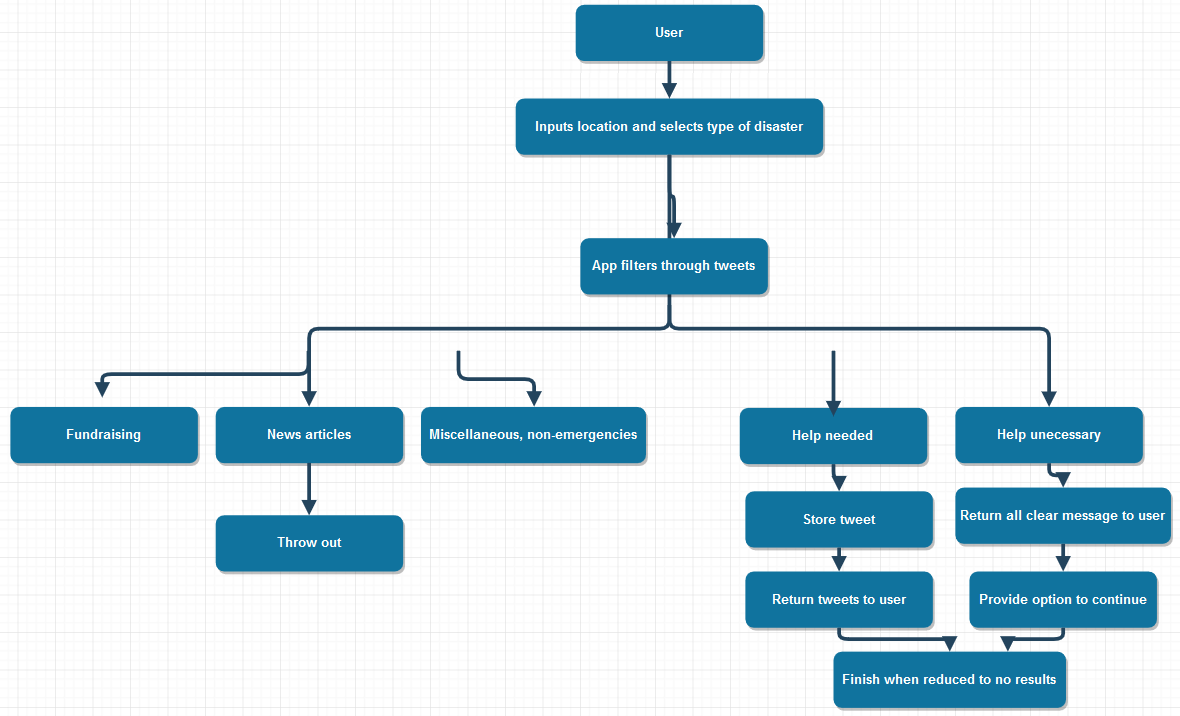 User
Inputs location and selects type of disaster
App filters through tweets
Fundraising
News articles
Miscellaneous, non-emergencies
Help needed
Help unecessary
Throw out
Store tweet
Return all clear message to user
Return tweets to user
Provide option to continue
Finish when reduced to no results